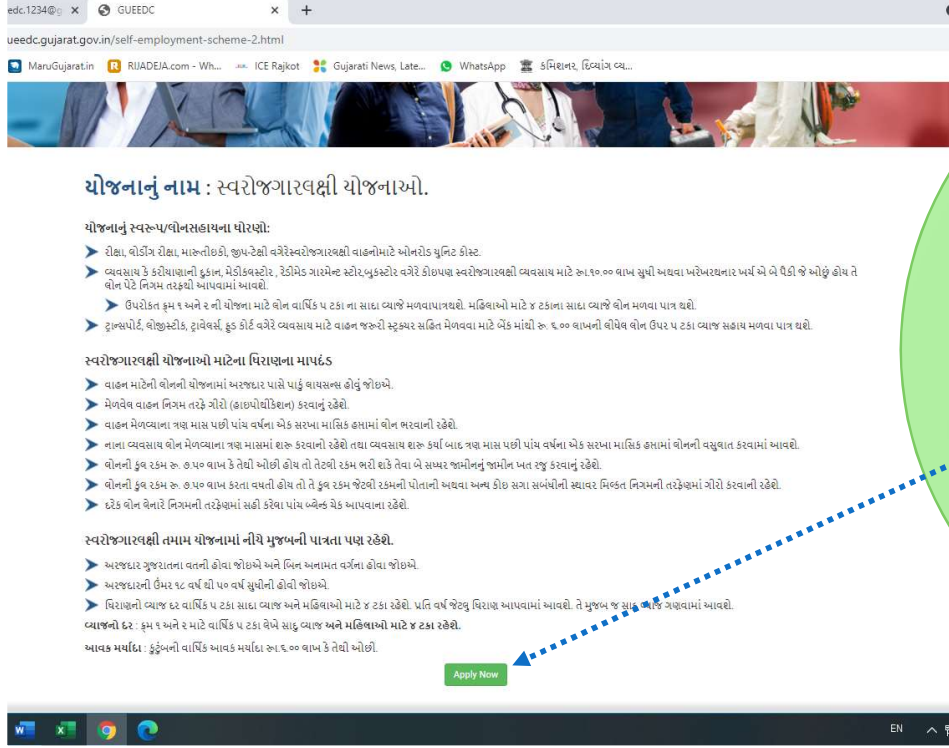 edc.1234@g
GUEEDC
ueedc.gujarat.gov.in/self-employment-scheme-2.html
MaruGujarat.in RIJADEJA.com - Wh... ICE Rajkot Gujarati News, Late... WhatsApp કમિશનર, દિવ્યાંગ વ્ય...
યોજનાનું નામ : સ્વરોજગારલક્ષી યોજનાઓ.
યોજનાનું સ્વરૂપ/લોનસહાયના ધોરણો:
રીક્ષા, લોડીંગ રીક્ષા, મારૂતીઇકો, જીપ-ટેક્ષી વગેરેસ્વરોજગારલક્ષી વાહનોમાટે ઓનરોડ યુનિટ કોસ્ટ.
વ્યવસાય કે કરીયાણાની દુકાન, મેડીકલસ્ટોર , રેડીમેડ ગારમેન્ટ સ્ટોર,બુકસ્ટોર વગેરે કોઇપણ સ્વરોજગારલક્ષી વ્યવસાય માટે રૂા.૧૦.૦૦ લાખ સુધી અથવા ખરેખરથનાર ખર્ચ એ બે પૈકી જે ઓછું હોય તે
લોન પેટે નિગમ તરફથી આપવામાં આવશે.
ઉપરોકત ક્રમ ૧ અને ૨ ની યોજના માટે લોન વાર્ષિક ૫ ટકા ના સાદા વ્યાજે મળવાપાત્રથશે. મહિલાઓ માટે ૪ ટકાના સાદા વ્યાજે લોન મળવા પાત્ર થશે.
ટ્રાન્સપોર્ટ, લોજીસ્ટીક, ટ્રાવેલર્સ, ફુડ કોર્ટ વગેરે વ્યવસાય માટે વાહન જરૂરી સ્ટ્રક્ચર સહિત મેળવવા માટે બેંક માંથી રૂ. ૬.૦૦ લાખની લીધેલ લોન ઉપર ૫ ટકા વ્યાજ સહાય મળવા પાત્ર થશે.
સ્વરોજગારલક્ષી યોજનાઓ માટેના ધિરાણના માપદંડ
વાહન માટેની લોનની યોજનામાં અરજદાર પાસે પાકું લાયસન્સ હોવું જોઇએ.
મેળવેલ વાહન નિગમ તરફે ગીરો (હાઇપોથીકેશન) કરવાનું રહેશે.
વાહન મેળવ્યાના ત્રણ માસ પછી પાંચ વર્ષના એક સરખા માસિક હપ્તામાં લોન ભરવાની રહેશે.
નાના વ્યવસાય લોન મેળવ્યાના ત્રણ માસમાં શરૂ કરવાનો રહેશે તથા વ્યવસાય શરૂ કર્યા બાદ ત્રણ માસ પછી પાંચ વર્ષના એક સરખા માસિક હપ્તામાં લોનની વસુલાત કરવામાં આવશે.
લોનની કુલ રકમ રૂ. ૭.૫૦ લાખ કે તેથી ઓછી હોય તો તેટલી રકમ ભરી શકે તેવા બે સધ્ધર જામીનનું જામીન ખત રજુ કરવાનું રહેશે.
લોનની કુલ રકમ રૂ. ૭.૫૦ લાખ કરતા વધતી હોય તો તે કુલ રકમ જેટલી રકમની પોતાની અથવા અન્ય કોઇ સગા સબંધીની સ્થાવર મિલ્કત નિગમની તરફેણમાં ગીરો કરવાની રહેશે.
દરેક લોન લેનારે નિગમની તરફેણમાં સહી કરેલા પાંચ બ્લેન્ક ચેક આપવાના રહેશે.
સ્વરોજગારલક્ષી તમામ યોજનામાં નીચે મુજબની પાત્રતા પણ રહેશે.
અરજદાર ગુજરાતના વતની હોવા જોઇએ અને બિન અનામત વર્ગના હોવા જોઇએ.
અરજદારની ઉંમર ૧૮ વર્ષ થી ૫૦ વર્ષ સુધીની હોવી જોઇએ.
ધિરાણનો વ્યાજ દર વાર્ષિક ૫ ટકા સાદા વ્યાજ અને મહિલાઓ માટે ૪ ટકા રહેશે. પ્રતિ વર્ષ જેટલુ ધિરાણ આપવામાં આવશે. તે મુજબ જ સાદુ વ્યાજ ગણવામાં આવશે.
વ્યાજનો દર : ક્રમ ૧ અને ૨ માટે વાર્ષિક ૫ ટકા લેખે સાદુ વ્યાજ અને મહિલાઓ માટે ૪ ટકા રહેશે.
આવક મર્યાદા : કુટુંબની વાર્ષિક આવક મર્યાદા રૂા.૬.૦૦ લાખ કે તેથી ઓછી.
Apply Now
EN